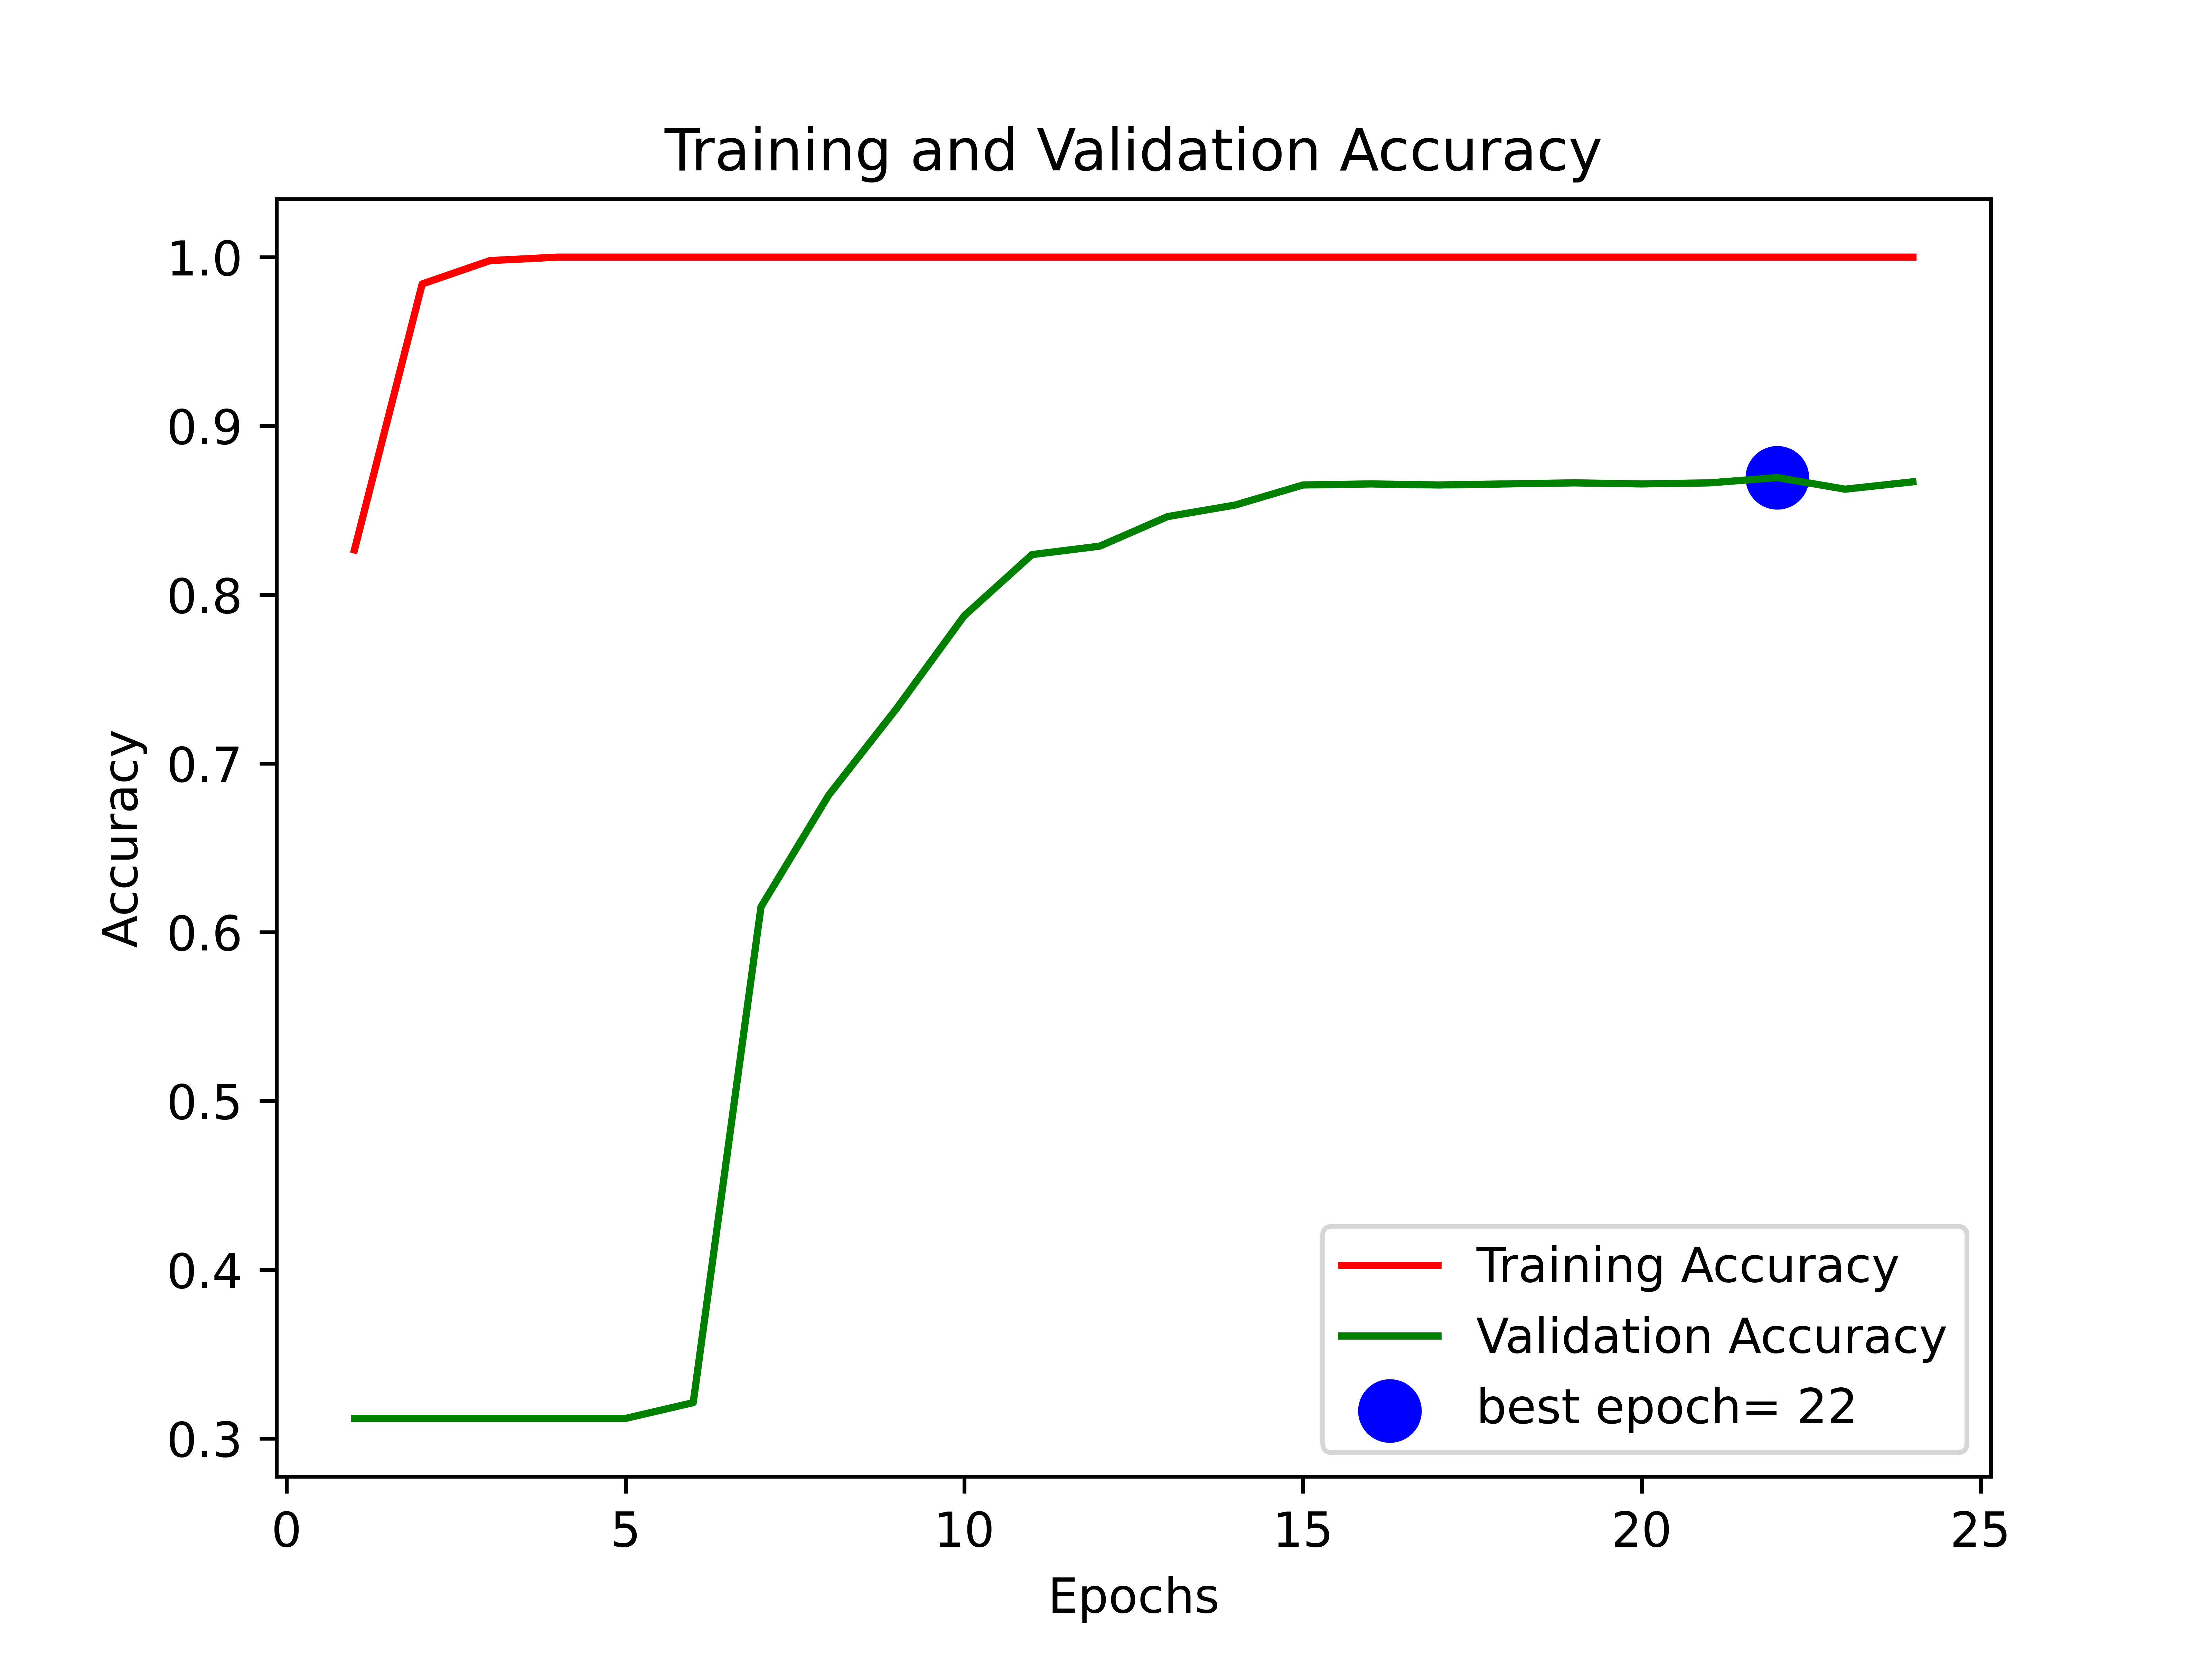 Training and Validation Accuracy
1.0
0.9
0.8
0.7
0.6
0.5
0.4
0.3
Accuracy
Training Accuracy
Validation Accuracy
best epoch= 22
0 5 10 15 20 25
Epochs